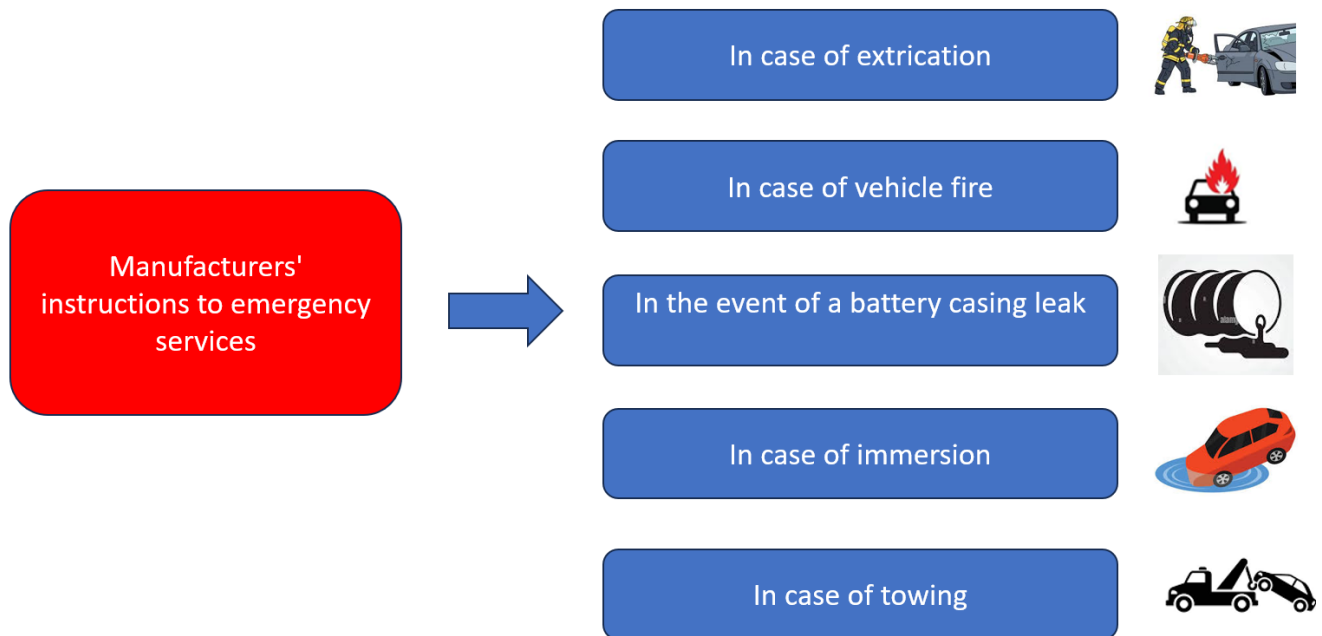 In case of extrication
In case of vehicle fire
Manufacturers'
instructions to emergency
services
In the event of a battery casing leak
In case of immersion
In case of towing